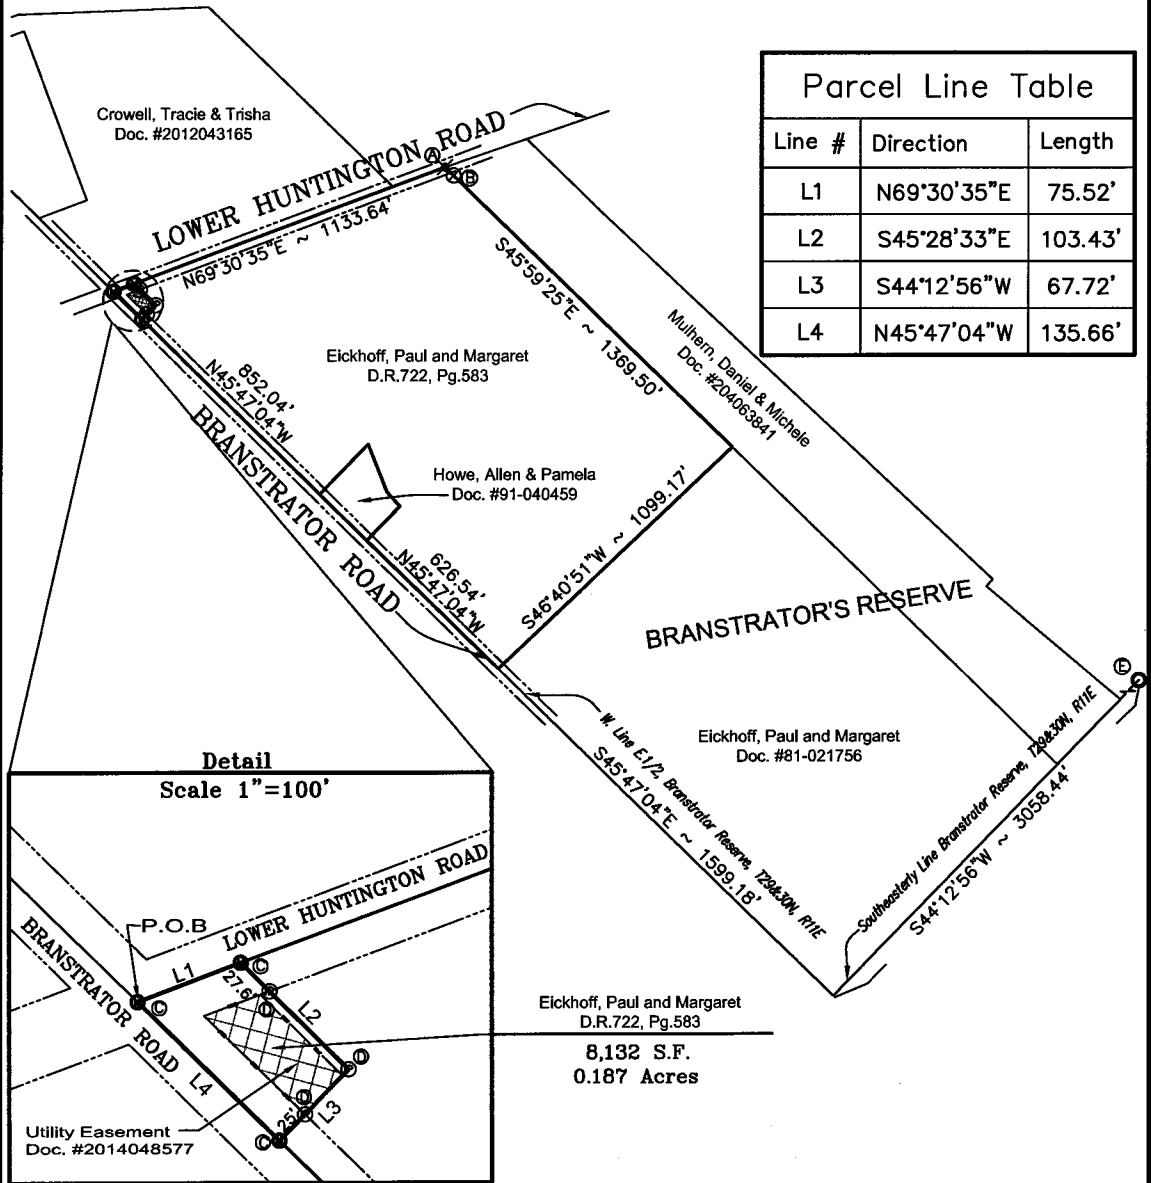 Crowell, Tracie & Trisha
Doc. #2012043165
LOWER HUNTINGTON ROAD
A
B
N69°30'35"E ~ 1133.64'
Parcel Line Table
Line # Direction Length
L1 N69°30'35"E 75.52'
L2 S45°28'33"E 103.43'
L3 S44°12'56"W 67.72'
L4 N45°47'04"W 135.66'
S45°59'25"E ~ 1369.50'
Mulhern, Daniel & Michele
Doc. #204063841
Eickhoff, Paul and Margaret
D.R.722, Pg.583
852.04'
N45°47'04"W
BRANSTRATOR ROAD
Howe, Allen & Pamela
Doc. #91-040459
626.54'
N45°47'04"W
S46°40'51"W ~ 1099.17'
BRANSTRATOR'S RESERVE
E
Eickhoff, Paul and Margaret
Doc. #81-021756
W. Line E1/2, Branstrator Reserve, T29&30N, R11E
S45°47'04"E ~ 1599.18'
Southeasterly Line Branstrator Reserve, T29&30N, R11E
S44°12'56"W ~ 3058.44'
Detail
Scale 1"=100'
LOWER HUNTINGTON ROAD
P.O.B
L1
C
C
27.6'
D
L2
BRANSTRATOR ROAD
L4
D
D
L3
25'
C
Utility Easement
Doc. #2014048577
Eickhoff, Paul and Margaret
D.R.722, Pg.583
8,132 S.F.
0.187 Acres